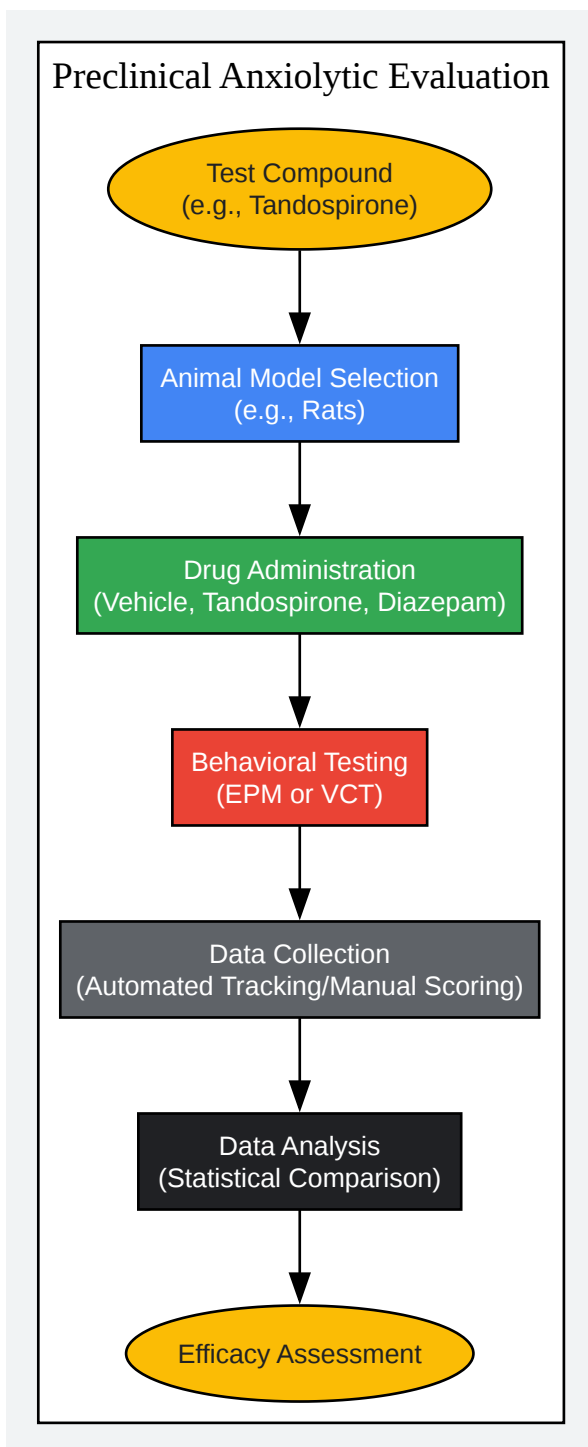 Preclinical Anxiolytic Evaluation
Test Compound
(e.g., Tandospirone)
Animal Model Selection
(e.g., Rats)
Drug Administration
(Vehicle, Tandospirone, Diazepam)
Behavioral Testing
(EPM or VCT)
Data Collection
(Automated Tracking/Manual Scoring)
Data Analysis
(Statistical Comparison)
Efficacy Assessment